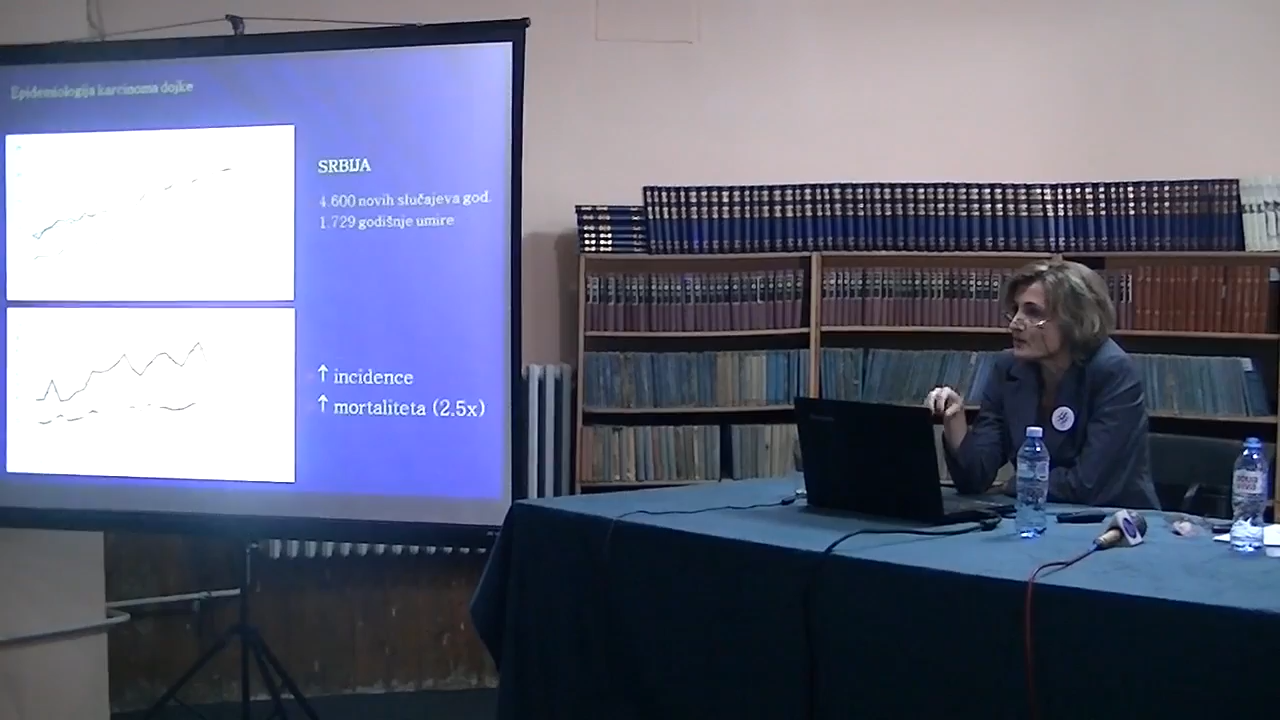 Epidemiologija karcinoma dojke
SRBIJA
4.600 novih slučajeva god.
1.729 godišnje umire
↑ incidence
↑ mortaliteta (2.5x)